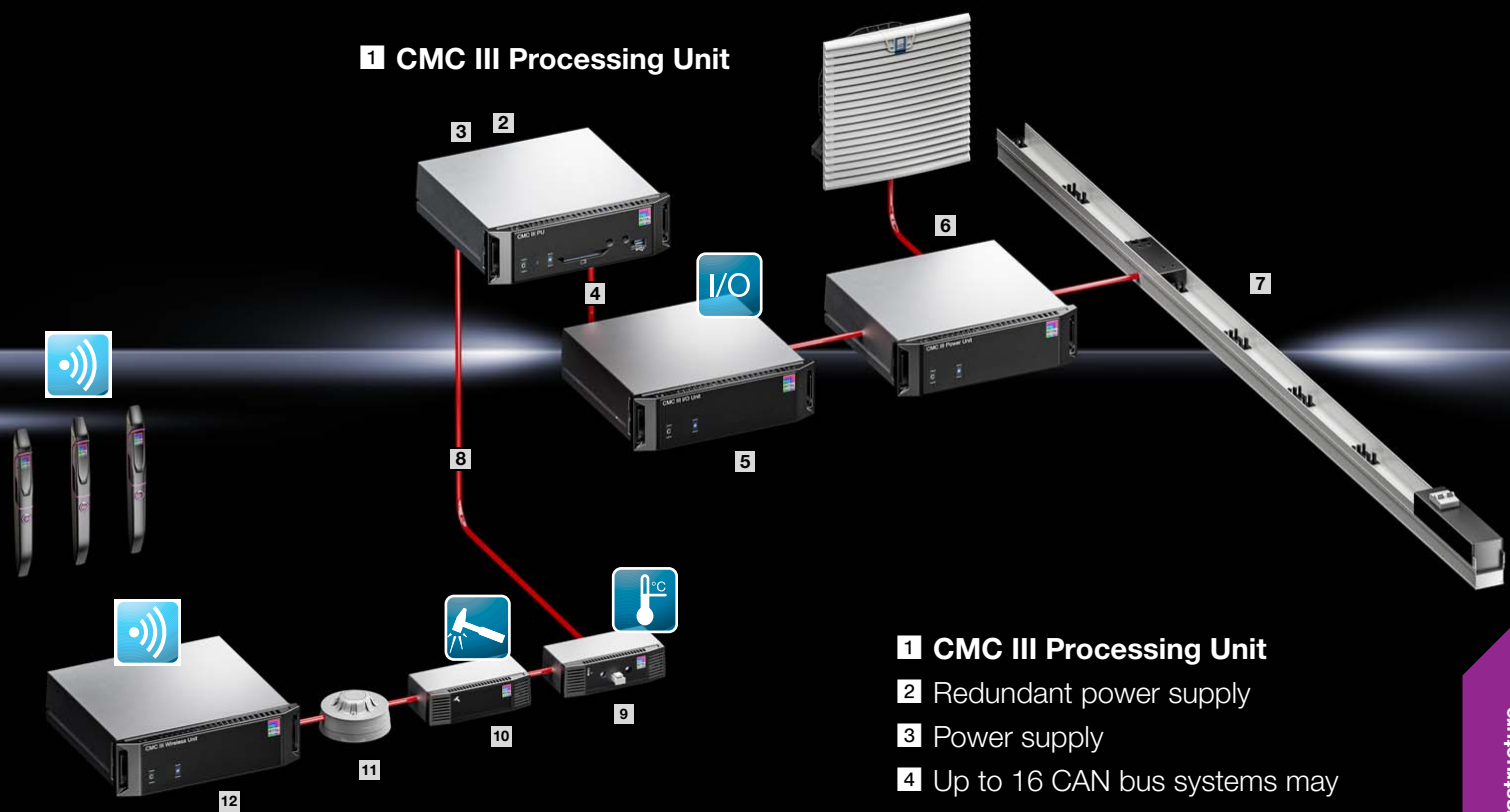 1 CMC III Processing Unit
3
2
CMC III PU
6
4
I/O
7
CMC III Power Unit
CMC III I/O Unit
8
5
°C
1 CMC III Processing Unit
2 Redundant power supply
9
3 Power supply
10
4 Up to 16 CAN bus systems may
CMC III Wireless Unit
11
12